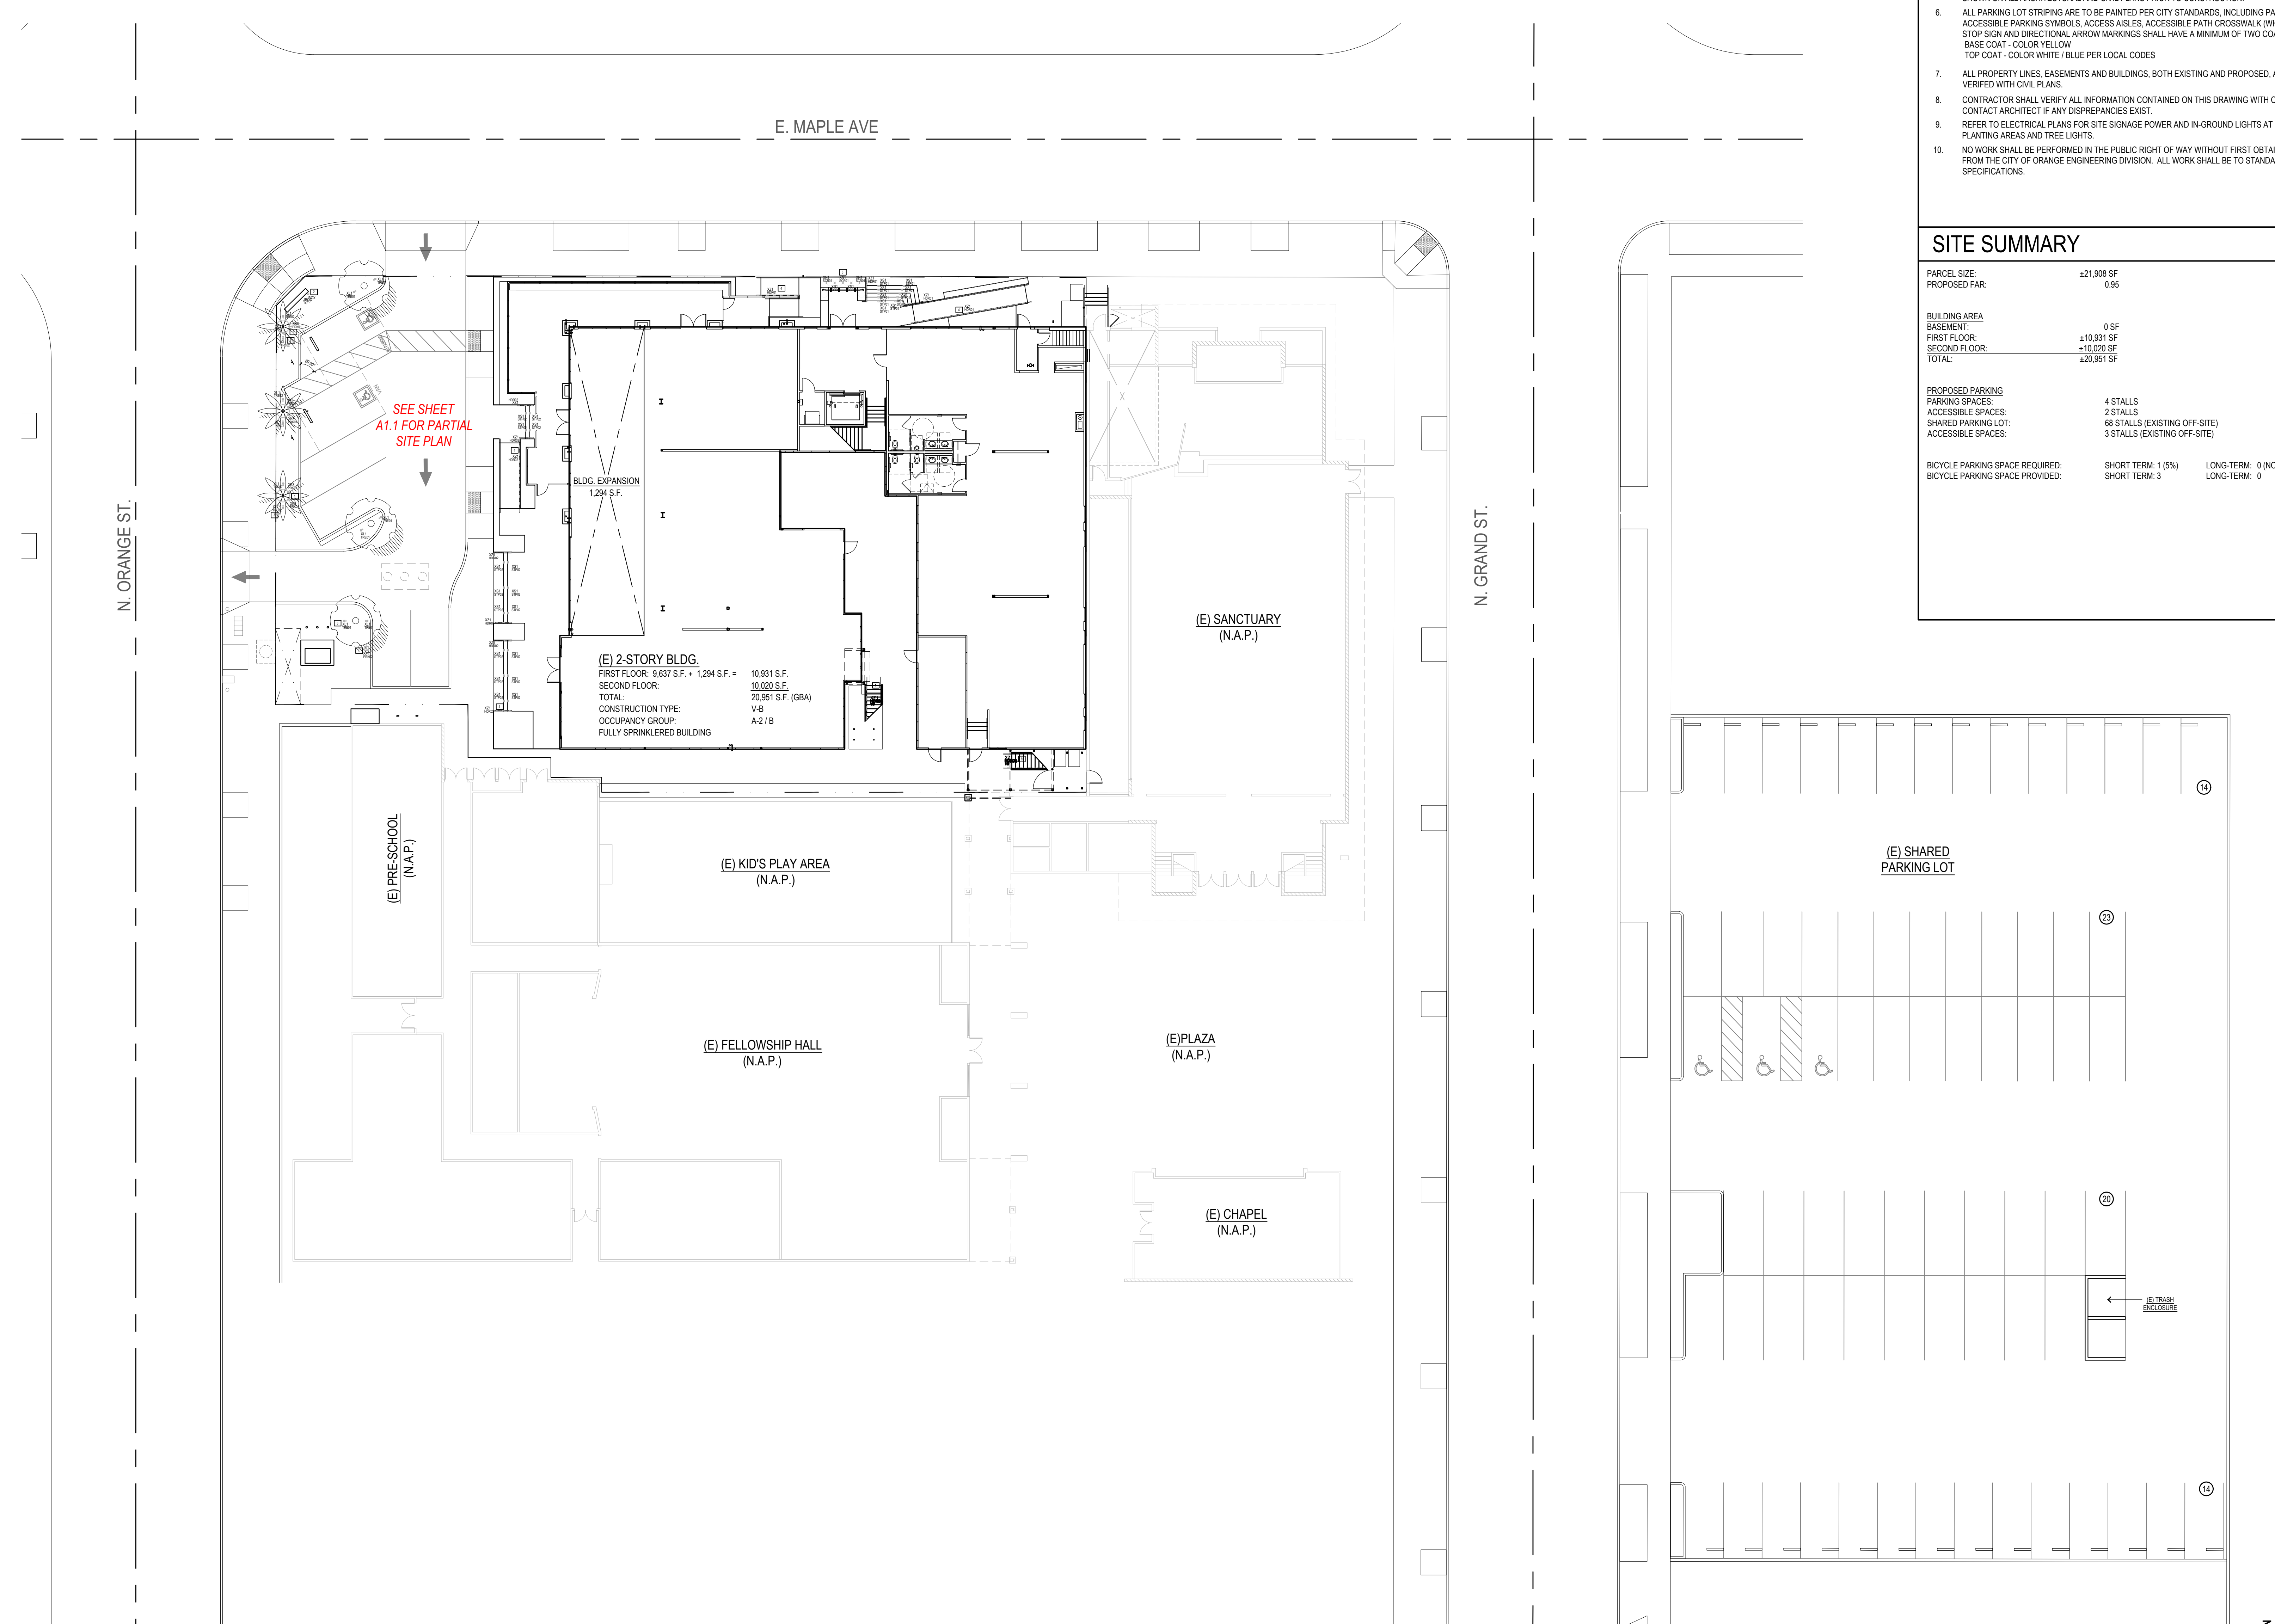 6. ALL PARKING LOT STRIPING ARE TO BE PAINTED PER CITY STANDARDS, INCLUDING
ACCESSIBLE PARKING SYMBOLS, ACCESS AISLES, ACCESSIBLE PATH CROSSWALK
STOP SIGN AND DIRECTIONAL ARROW MARKINGS SHALL HAVE A MINIMUM OF TWO
BASE COAT - COLOR YELLOW
TOP COAT - COLOR WHITE / BLUE PER LOCAL CODES
7. ALL PROPERTY LINES, EASEMENTS AND BUILDINGS, BOTH EXISTING AND PROPOSED,
VERIFED WITH CIVIL PLANS.
8. CONTRACTOR SHALL VERIFY ALL INFORMATION CONTAINED ON THIS DRAWING WITH
CONTACT ARCHITECT IF ANY DISPREPANCIES EXIST.
9. REFER TO ELECTRICAL PLANS FOR SITE SIGNAGE POWER AND IN-GROUND LIGHTS AT
PLANTING AREAS AND TREE LIGHTS.
10. NO WORK SHALL BE PERFORMED IN THE PUBLIC RIGHT OF WAY WITHOUT FIRST
FROM THE CITY OF ORANGE ENGINEERING DIVISION. ALL WORK SHALL BE TO
SPECIFICATIONS.
SITE SUMMARY
PARCEL SIZE: ±21,908 SF
PROPOSED FAR: 0.95
BUILDING AREA
BASEMENT: 0 SF
FIRST FLOOR: ±10,931 SF
SECOND FLOOR: ±10,020 SF
TOTAL: ±20,951 SF
PROPOSED PARKING
PARKING SPACES: 4 STALLS
ACCESSIBLE SPACES: 2 STALLS
SHARED PARKING LOT: 68 STALLS (EXISTING OFF-SITE)
ACCESSIBLE SPACES: 3 STALLS (EXISTING OFF-SITE)
BICYCLE PARKING SPACE REQUIRED: SHORT TERM: 1 (5%) LONG-TERM: 0
BICYCLE PARKING SPACE PROVIDED: SHORT TERM: 3 LONG-TERM: 0
E. MAPLE AVE
N. ORANGE ST.
N. GRAND ST.
SEE SHEET
A1.1 FOR PARTIAL
SITE PLAN
BLDG. EXPANSION
1,294 S.F.
(E) 2-STORY BLDG.
FIRST FLOOR: 9,637 S.F. + 1,294 S.F. = 10,931 S.F.
SECOND FLOOR: 10,020 S.F.
TOTAL: 20,951 S.F. (GBA)
CONSTRUCTION TYPE: V-B
OCCUPANCY GROUP: A-2 / B
FULLY SPRINKLERED BUILDING
(E) SANCTUARY
(N.A.P.)
(E) PRE-SCHOOL
(N.A.P.)
(E) KID'S PLAY AREA
(N.A.P.)
(E) FELLOWSHIP HALL
(N.A.P.)
(E)PLAZA
(N.A.P.)
(E) CHAPEL
(N.A.P.)
14
(E) SHARED
PARKING LOT
23
20
(E) TRASH
ENCLOSURE
14